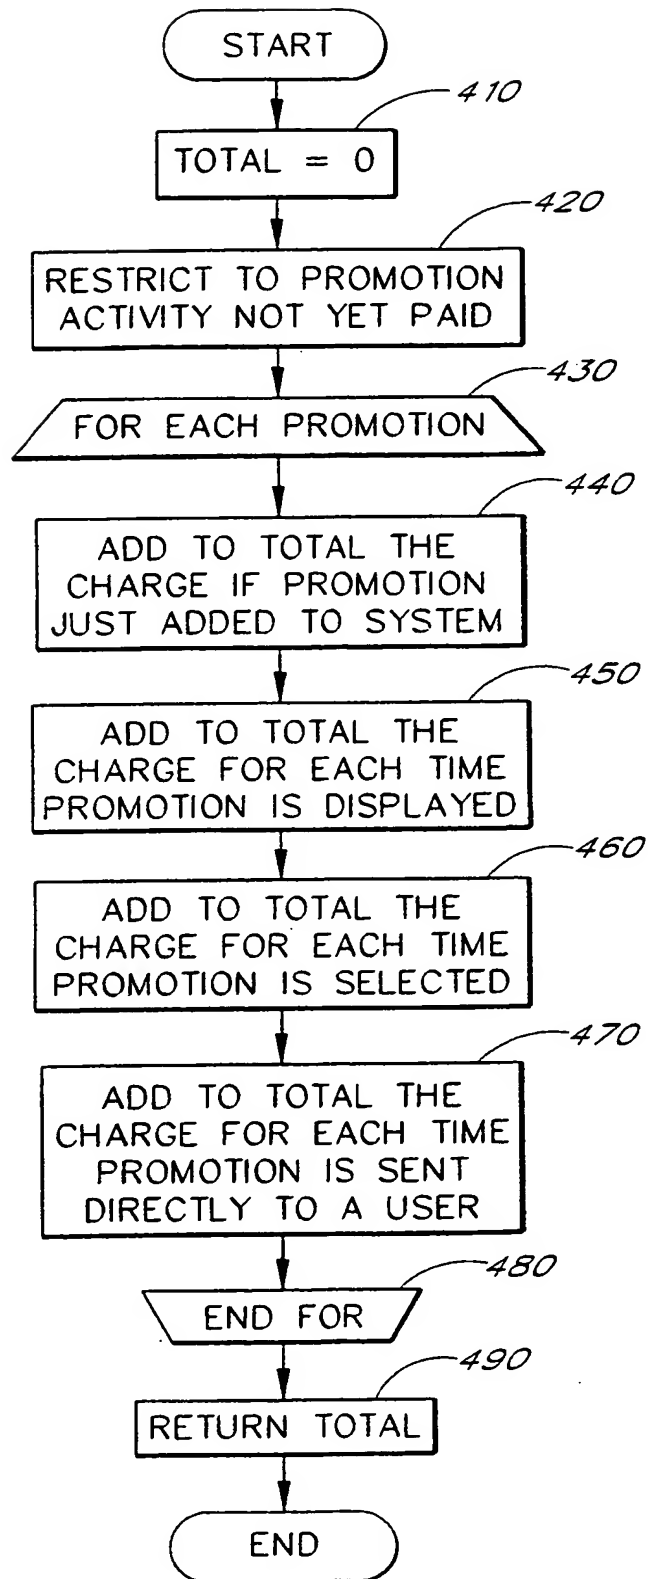 START
410
TOTAL = 0
420
RESTRICT TO PROMOTION
ACTIVITY NOT YET PAID
430
FOR EACH PROMOTION
440
ADD TO TOTAL THE
CHARGE IF PROMOTION
JUST ADDED TO SYSTEM
450
ADD TO TOTAL THE
CHARGE FOR EACH TIME
PROMOTION IS DISPLAYED
460
ADD TO TOTAL THE
CHARGE FOR EACH TIME
PROMOTION IS SELECTED
470
ADD TO TOTAL THE
CHARGE FOR EACH TIME
PROMOTION IS SENT
DIRECTLY TO A USER
480
END FOR
490
RETURN TOTAL
END